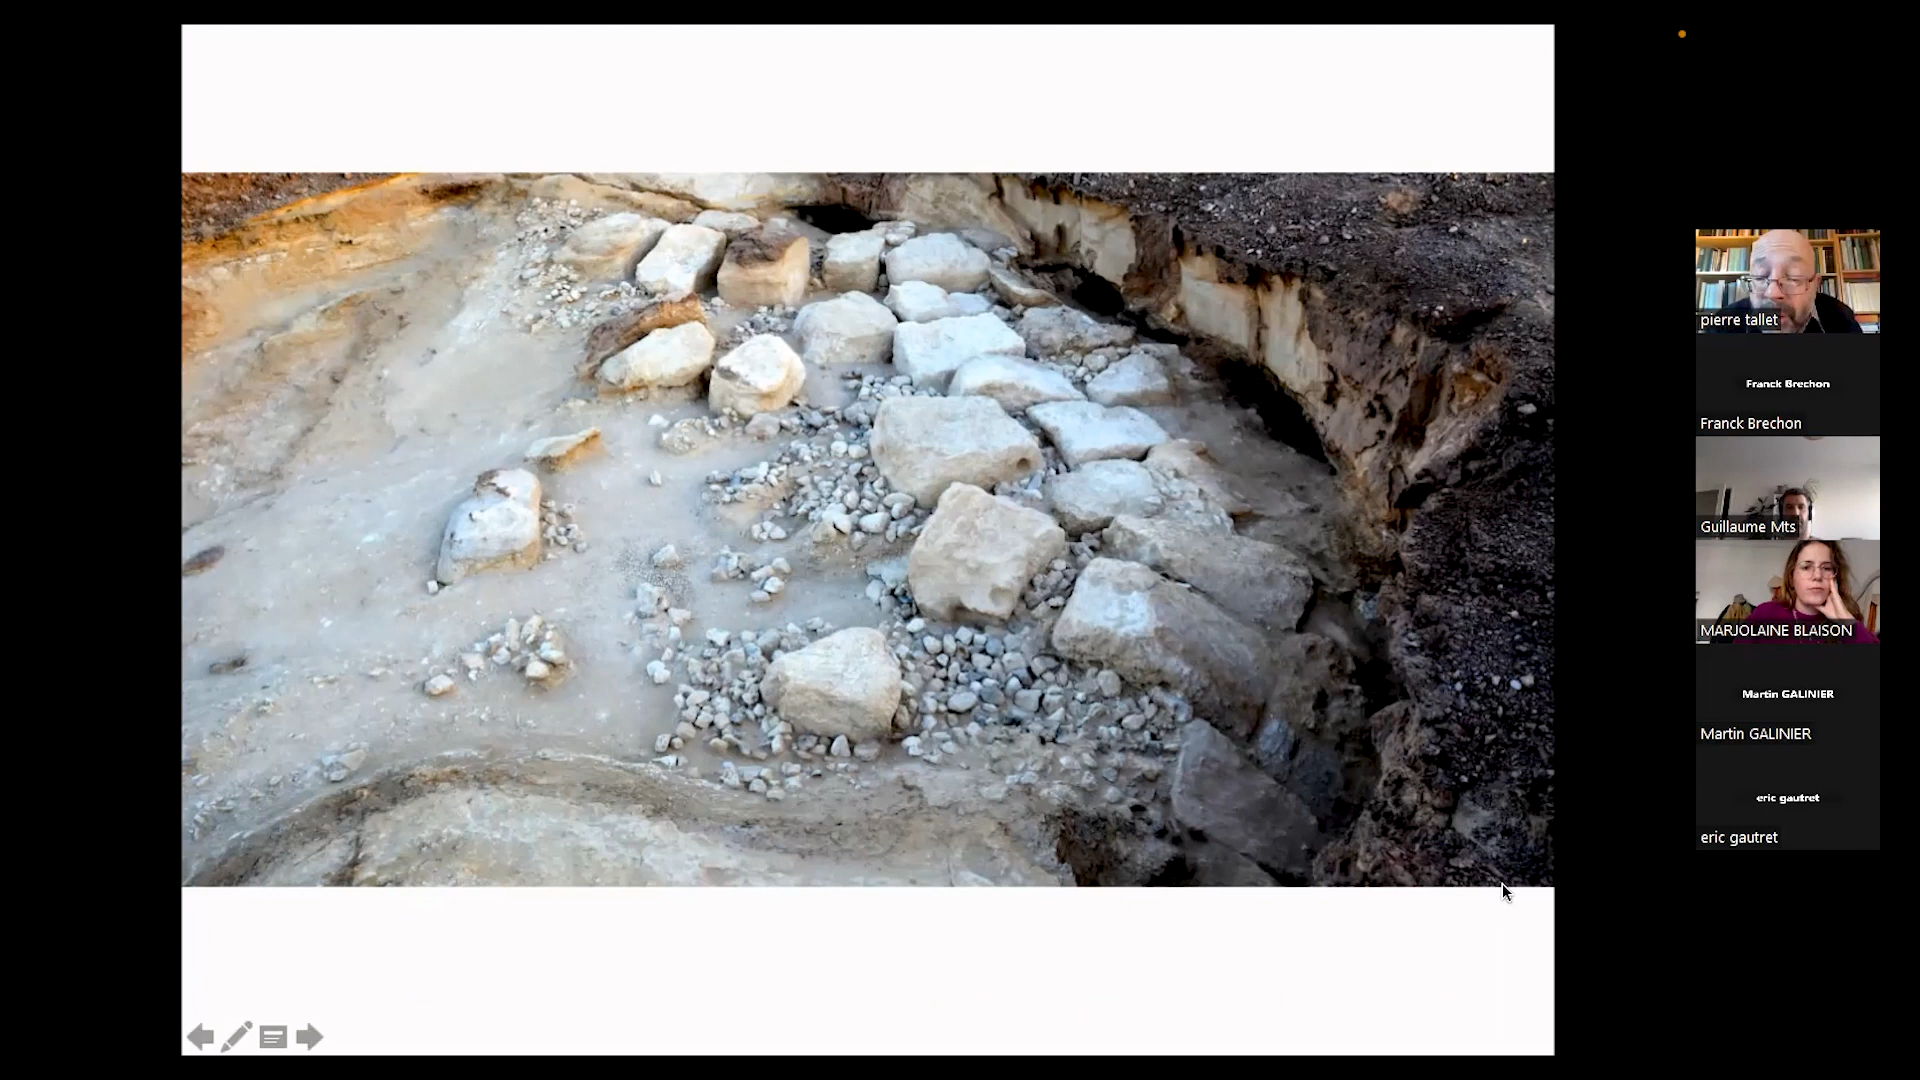 pierre tallet
Franck Brechon
Franck Brechon
Guillaume Mts
MARJOLAINE BLAISON
Martin GALINIER
Martin GALINIER
eric gautret
eric gautret